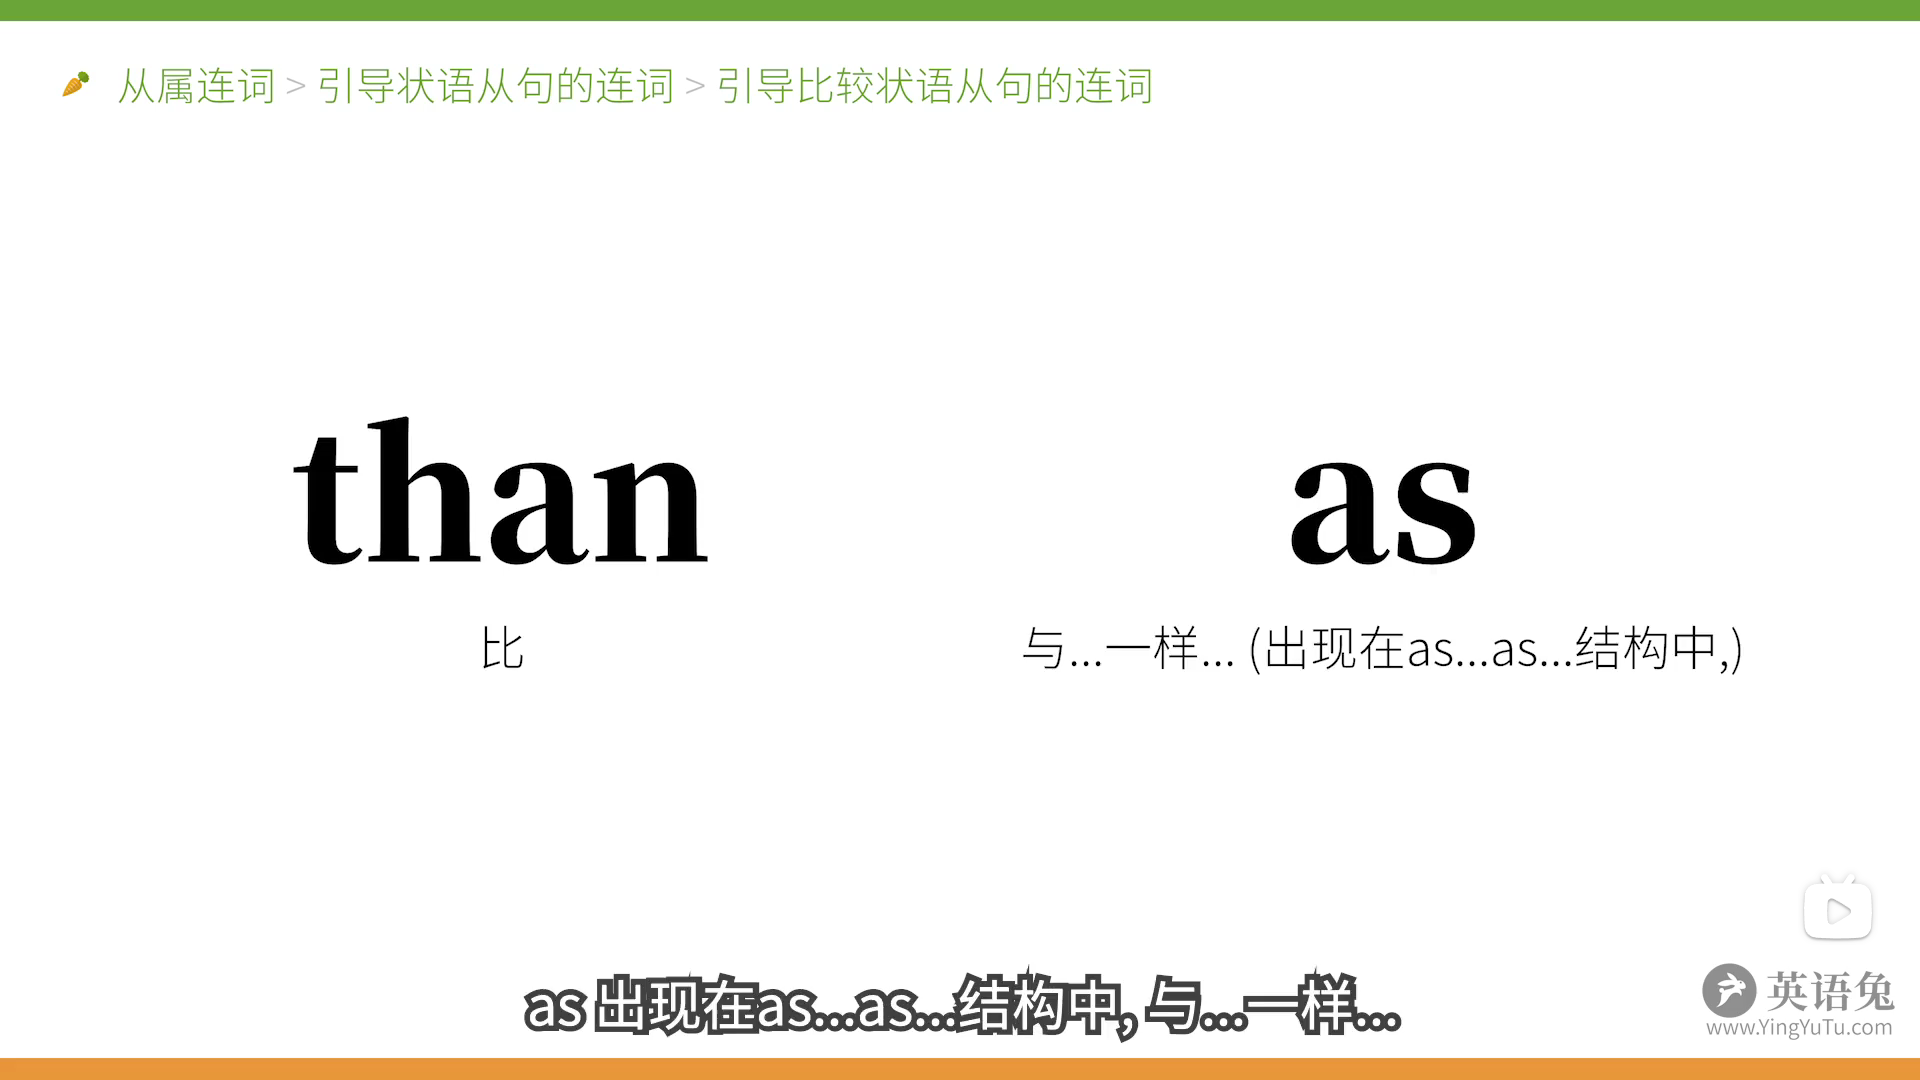 从属连词 > 引导状语从句的连词 > 引导比较状语从句的连词
than
比
as
与...一样... (出现在as...as...结构中,)
as 出现在as...as...结构中, 与...一样...
英语兔
www.YingYuTu.com